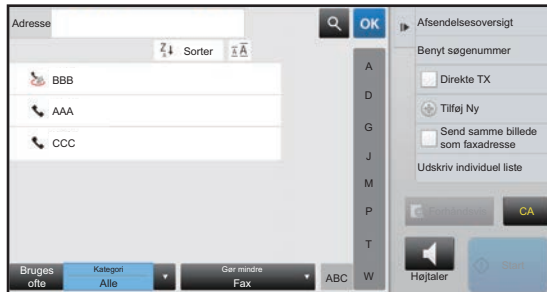 Adresse
OK
Sorter
BBB
AAA
CCC
A
D
G
J
M
P
T
W
Bruges ofte
Kategori
Alle
Gør mindre
Fax
ABC
Afsendelsesoversigt
Benyt søgenummer
Direkte TX
Tilføj Ny
Send samme billede
som faxadresse
Udskriv individuel liste
CA
Højtaler
Start